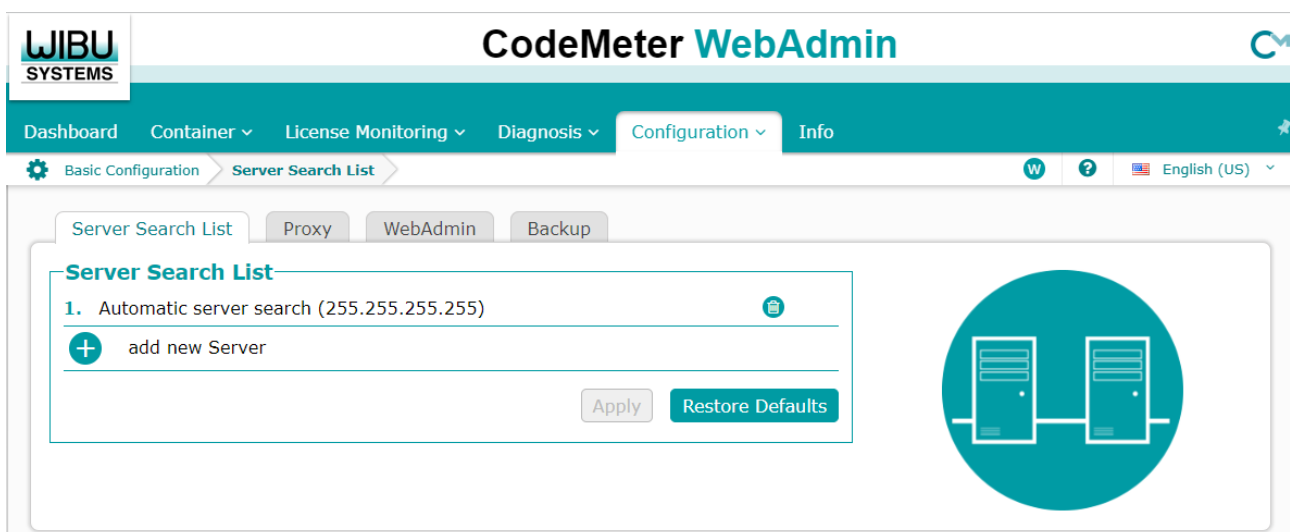 WIBU
SYSTEMS
CodeMeter WebAdmin
Dashboard Container License Monitoring Diagnosis Configuration Info
Basic Configuration Server Search List W ? English (US)
Server Search List Proxy WebAdmin Backup
Server Search List
1. Automatic server search (255.255.255.255)
+ add new Server
Apply Restore Defaults